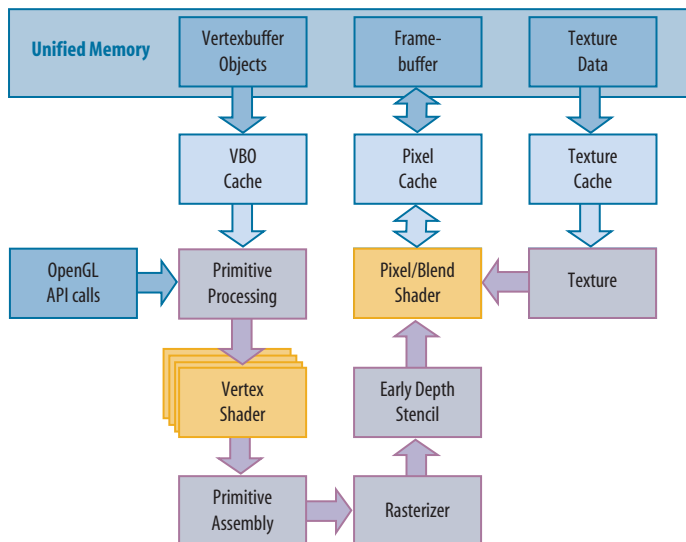 Unified Memory
Vertexbuffer
Objects
Frame-
buffer
Texture
Data
VBO
Cache
Pixel
Cache
Texture
Cache
OpenGL
API calls
Primitive
Processing
Pixel/Blend
Shader
Texture
Vertex
Shader
Early Depth
Stencil
Primitive
Assembly
Rasterizer